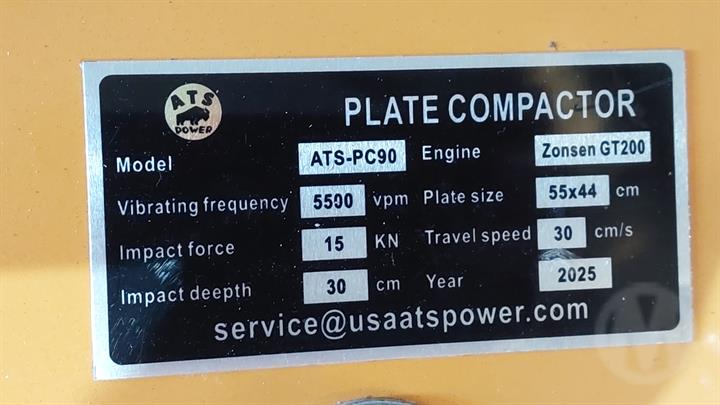 ATS
POWER
PLATE COMPACTOR
Model ATS-PC90 Engine Zonsen GT200
Vibrating frequency 5500 vpm Plate size 55x44 cm
Impact force 15 KN Travel speed 30 cm/s
Impact deepth 30 cm Year 2025
service@usaatspower.com